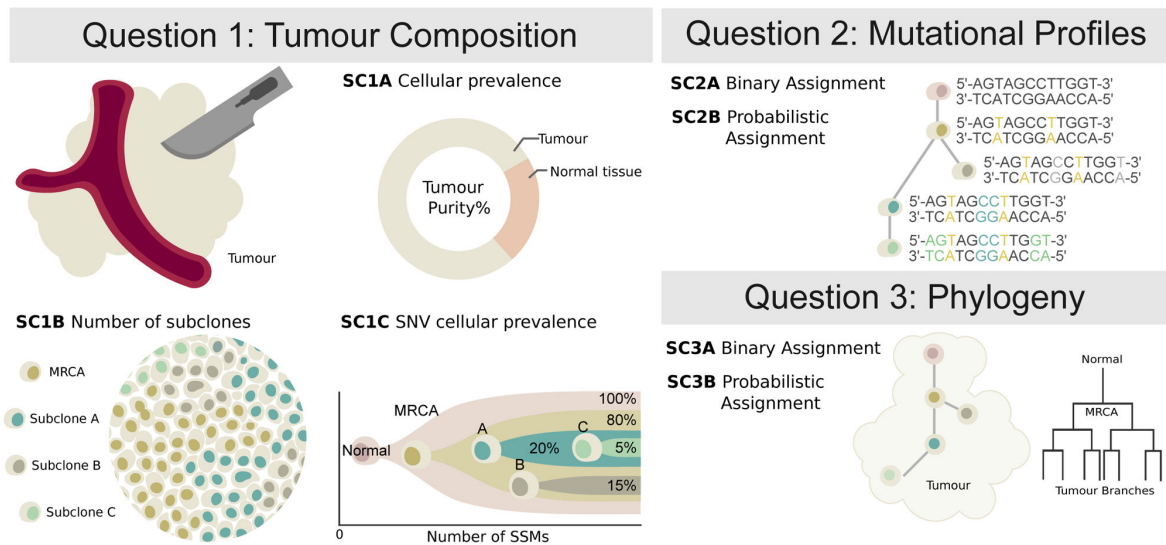 Question 1: Tumour Composition
SC1A Cellular prevalence
Tumour
Normal tissue
Tumour
Purity%
Tumour
SC1B Number of subclones
MRCA
Subclone A
Subclone B
Subclone C
SC1C SNV cellular prevalence
100%
MRCA
80%
A
C
Normal
20%
5%
B
15%
0
Number of SSMs
Question 2: Mutational Profiles
SC2A Binary Assignment
SC2B Probabilistic
Assignment
5'-AGTAGCCTTGGT-3'
3'-TCATCGGAACCA-5'
5'-AGTAGCCTTGGT-3'
3'-TCATCGGAACCA-5'
5'-AGTAGCCTTGGT-3'
3'-TCATCGGAACCA-5'
5'-AGTAGCCTTGGT-3'
3'-TCATCGGAACCA-5'
5'-AGTAGCCTTGGT-3'
3'-TCATCGGAACCA-5'
Question 3: Phylogeny
SC3A Binary Assignment
SC3B Probabilistic
Assignment
Tumour
Normal
MRCA
Tumour Branches